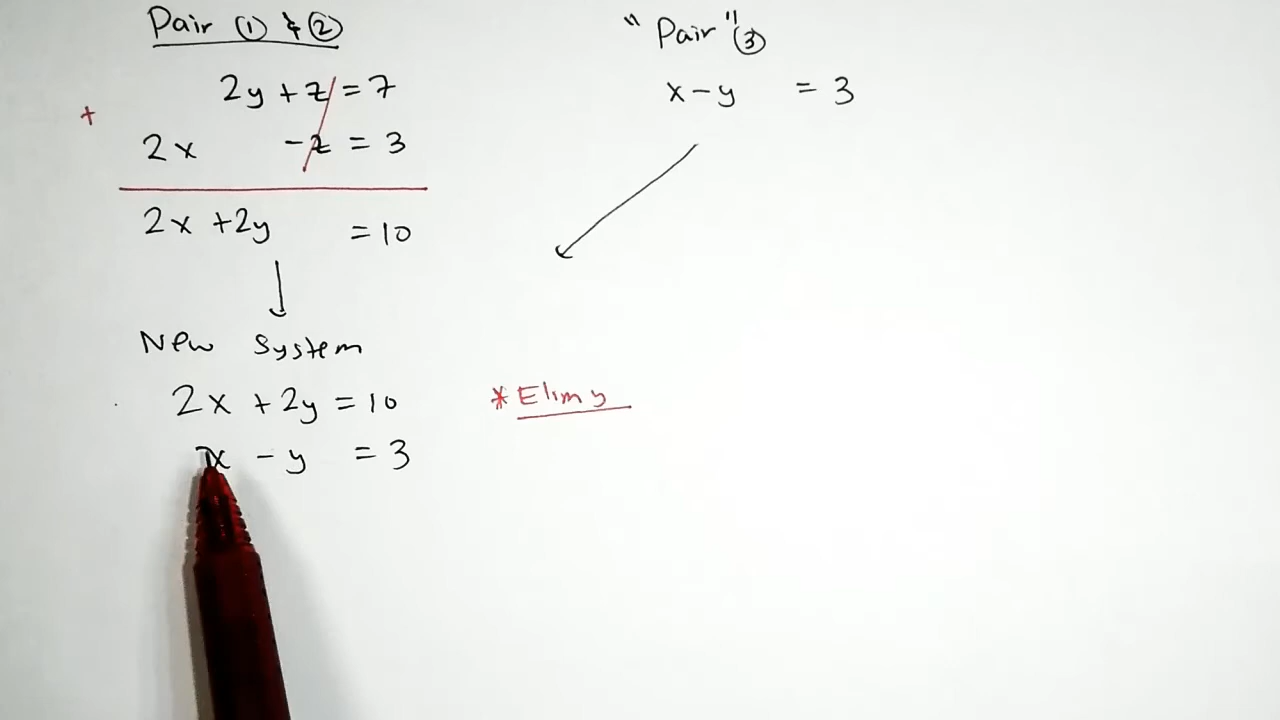 Pair ① & ②
2y + z = 7
+
2x - z = 3
2x + 2y = 10
New System
2x + 2y = 10
x - y = 3
"Pair" ③
x - y = 3
* Elim y